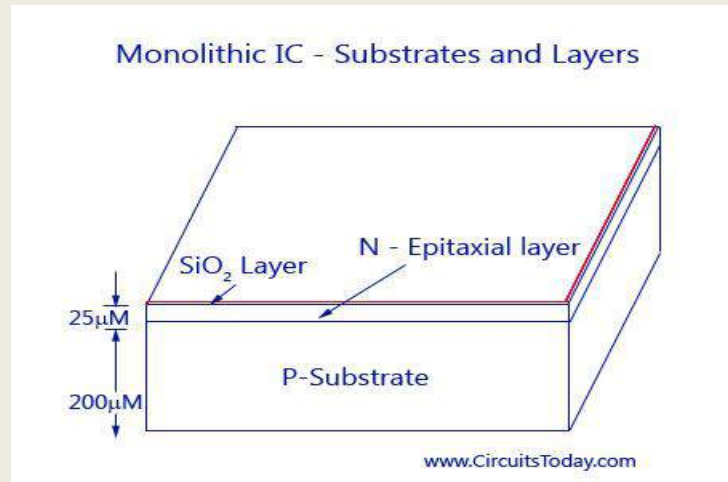 Monolithic IC - Substrates and Layers
N - Epitaxial layer
SiO₂ Layer
25μM
P-Substrate
200μM
www.CircuitsToday.com